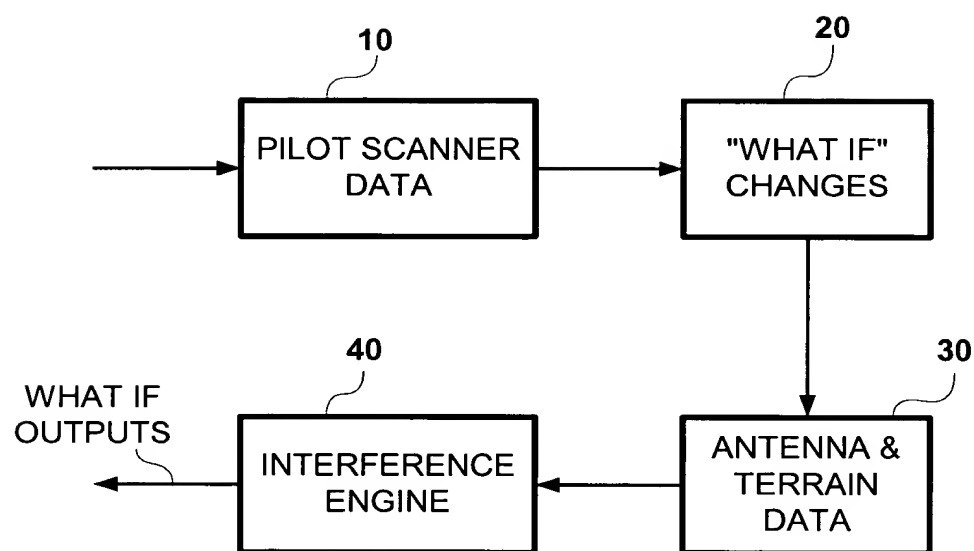 10
PILOT SCANNER
DATA
20
"WHAT IF"
CHANGES
30
ANTENNA &
TERRAIN
DATA
40
INTERFERENCE
ENGINE
WHAT IF
OUTPUTS